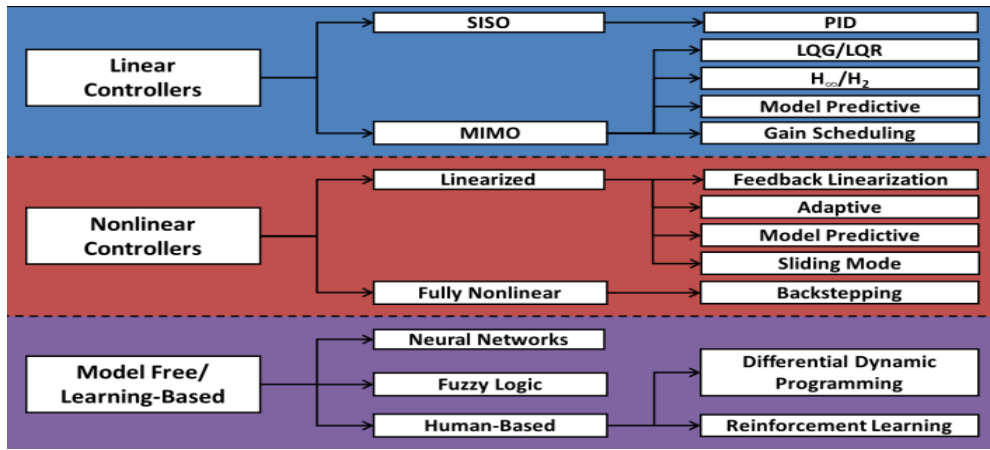 SISO
PID
Linear
Controllers
LQG/LQR
H∞/H₂
Model Predictive
MIMO
Gain Scheduling
Linearized
Feedback Linearization
Nonlinear
Controllers
Adaptive
Model Predictive
Sliding Mode
Fully Nonlinear
Backstepping
Model Free/
Learning-Based
Neural Networks
Fuzzy Logic
Human-Based
Differential Dynamic
Programming
Reinforcement Learning